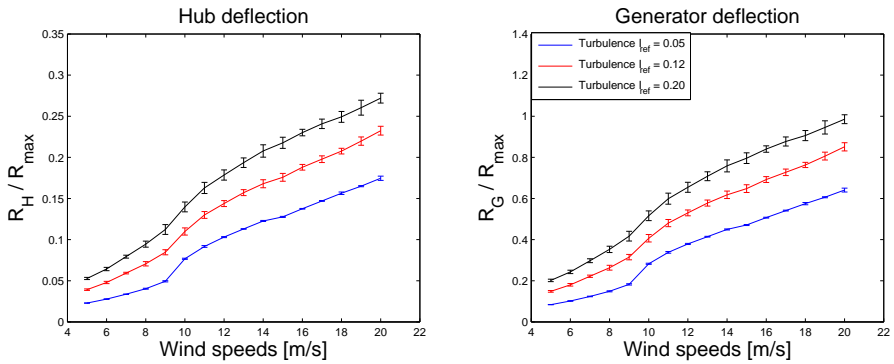 Hub deflection
0.35
0.3
0.25
0.2
0.15
0.1
0.05
0
4 6 8 10 12 14 16 18 20 22
R_H / R_max
Wind speeds [m/s]
Generator deflection
Turbulence I_ref = 0.05
Turbulence I_ref = 0.12
Turbulence I_ref = 0.20
1.4
1.2
1
0.8
0.6
0.4
0.2
0
4 6 8 10 12 14 16 18 20 22
R_G / R_max
Wind speeds [m/s]